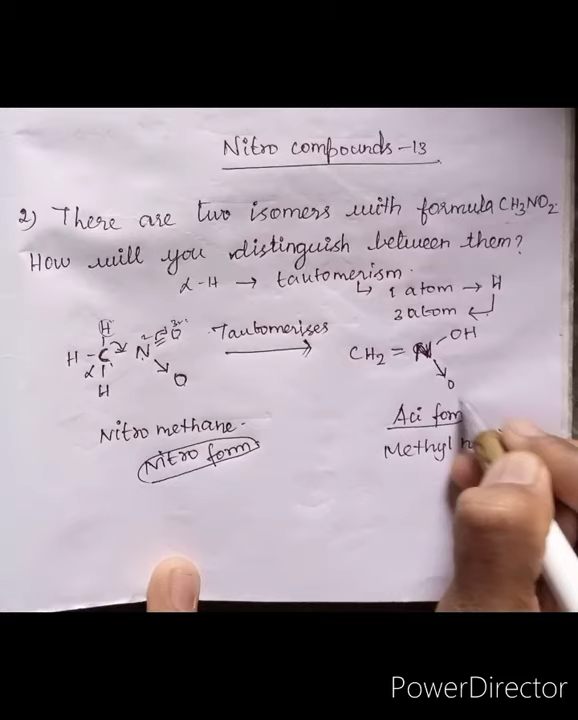 Nitro compounds-13
2) There are two isomers with formula CH3NO2.
How will you distinguish between them?
α-H → tautomerism.
↳ 1 atom → H
3 atom ←
H
H - C N O
α O
H
Tautomerises
CH2 = N OH
O
Nitro methane.
Nitro form
Aci form
Methyl
PowerDirector